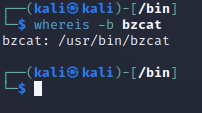 ┌──(kali㉿kali)-[/bin]
└─$ whereis -b bzcat
bzcat: /usr/bin/bzcat
┌──(kali㉿kali)-[/bin]
└─$